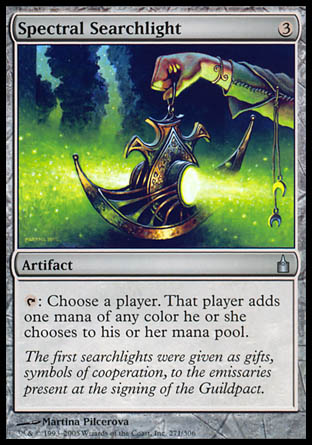 Spectral Searchlight 3
Artifact
: Choose a player. That player adds
one mana of any color he or she
chooses to his or her mana pool.
The first searchlights were given as gifts,
symbols of cooperation, to the emissaries
present at the signing of the Guildpact.
Martina Pilcerova
™ & © 1993–2005 Wizards of the Coast, Inc. 271/306